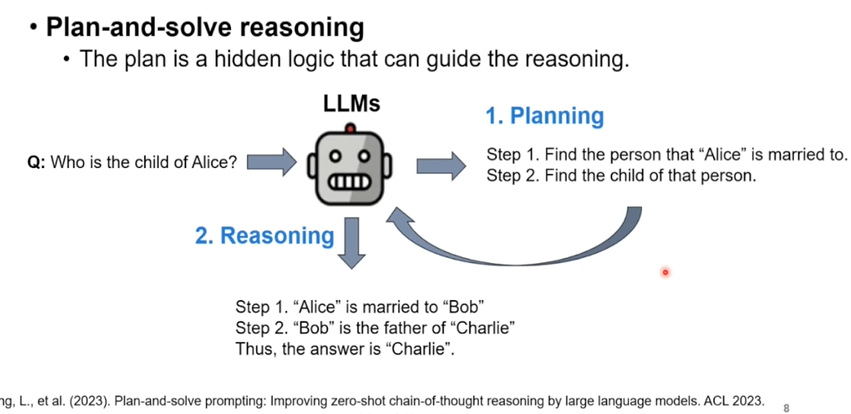 • Plan-and-solve reasoning
• The plan is a hidden logic that can guide the reasoning.
LLMs
1. Planning
Q: Who is the child of Alice?
Step 1. Find the person that “Alice” is married to.
Step 2. Find the child of that person.
2. Reasoning
Step 1. “Alice” is married to “Bob”
Step 2. “Bob” is the father of “Charlie”
Thus, the answer is “Charlie”.
ng, L., et al. (2023). Plan-and-solve prompting: Improving zero-shot chain-of-thought reasoning by large language models. ACL 2023.
8